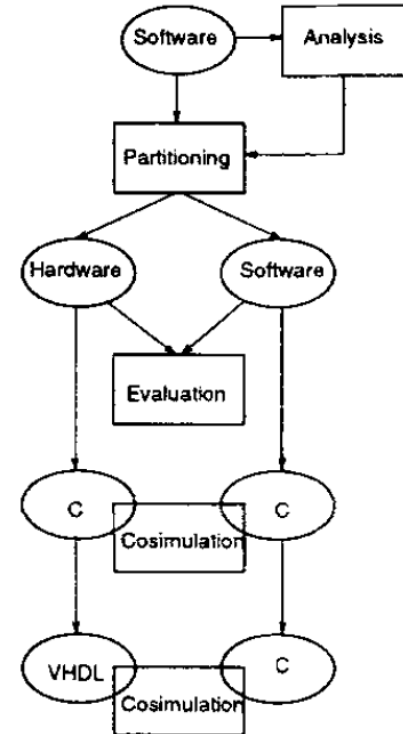 Software
Analysis
Partitioning
Hardware
Software
Evaluation
C
C
Cosimulation
VHDL
C
Cosimulation